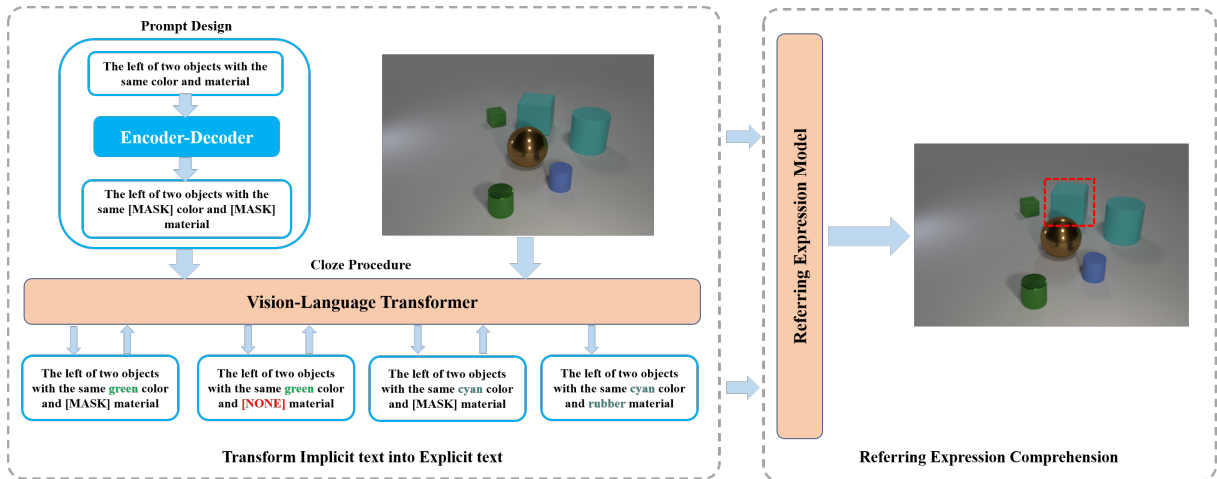 Prompt Design
The left of two objects with the
same color and material
Encoder-Decoder
The left of two objects with the
same [MASK] color and [MASK]
material
Cloze Procedure
Vision-Language Transformer
The left of two objects
with the same green color
and [MASK] material
The left of two objects
with the same green color
and [NONE] material
The left of two objects
with the same cyan color
and [MASK] material
The left of two objects
with the same cyan color
and rubber material
Transform Implicit text into Explicit text
Referring Expression Model
Referring Expression Comprehension